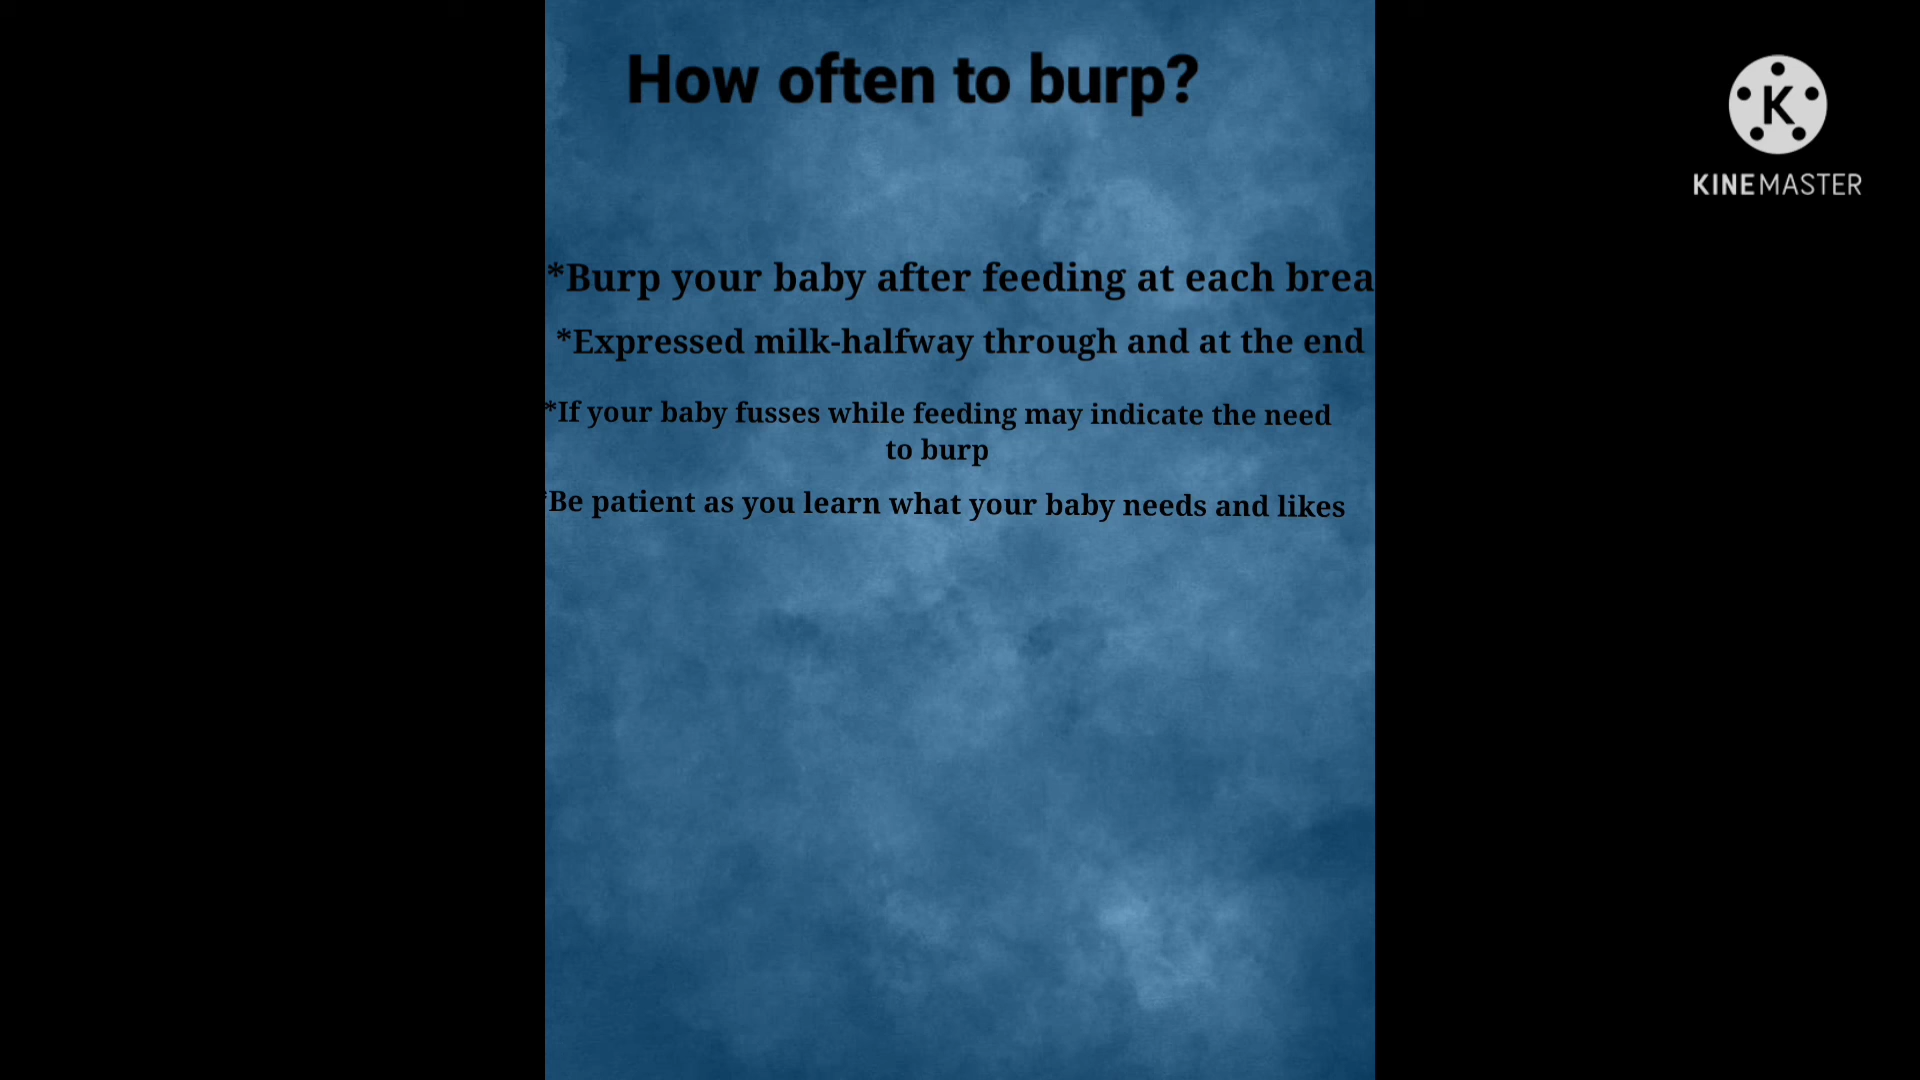 How often to burp?
K
KINEMASTER
*Burp your baby after feeding at each brea
*Expressed milk-halfway through and at the end
*If your baby fusses while feeding may indicate the need
to burp
*Be patient as you learn what your baby needs and likes